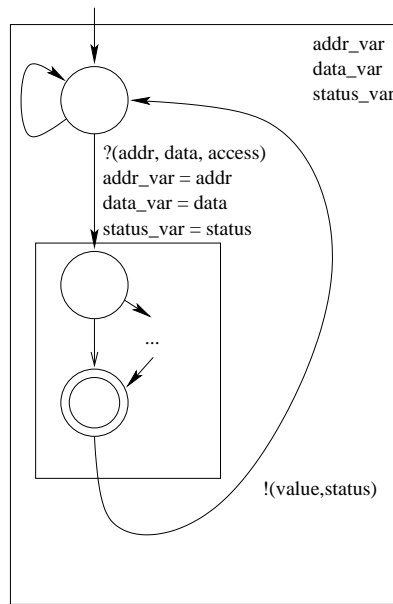 addr_var
data_var
status_var
?(addr, data, access)
addr_var = addr
data_var = data
status_var = status
...
!(value,status)